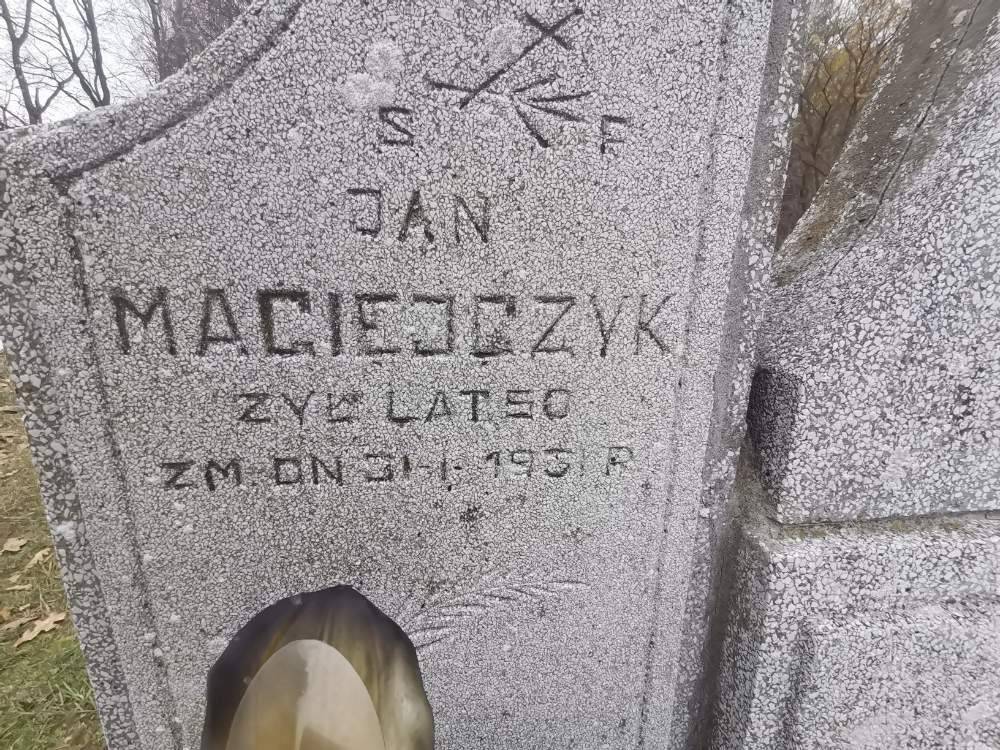 S F
JAN
MACIEJCZYK
ŻYŁ LAT 50
ZM. DN 31-I-1931 R